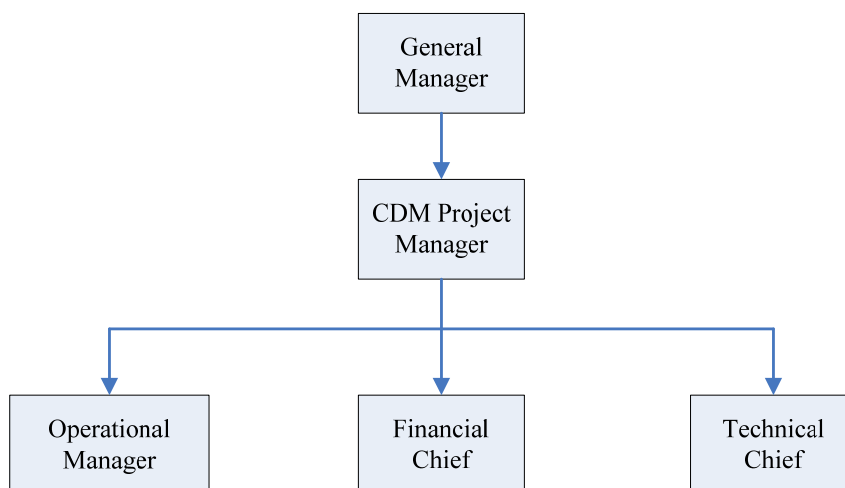 General
Manager
CDM Project
Manager
Operational
Manager
Financial
Chief
Technical
Chief